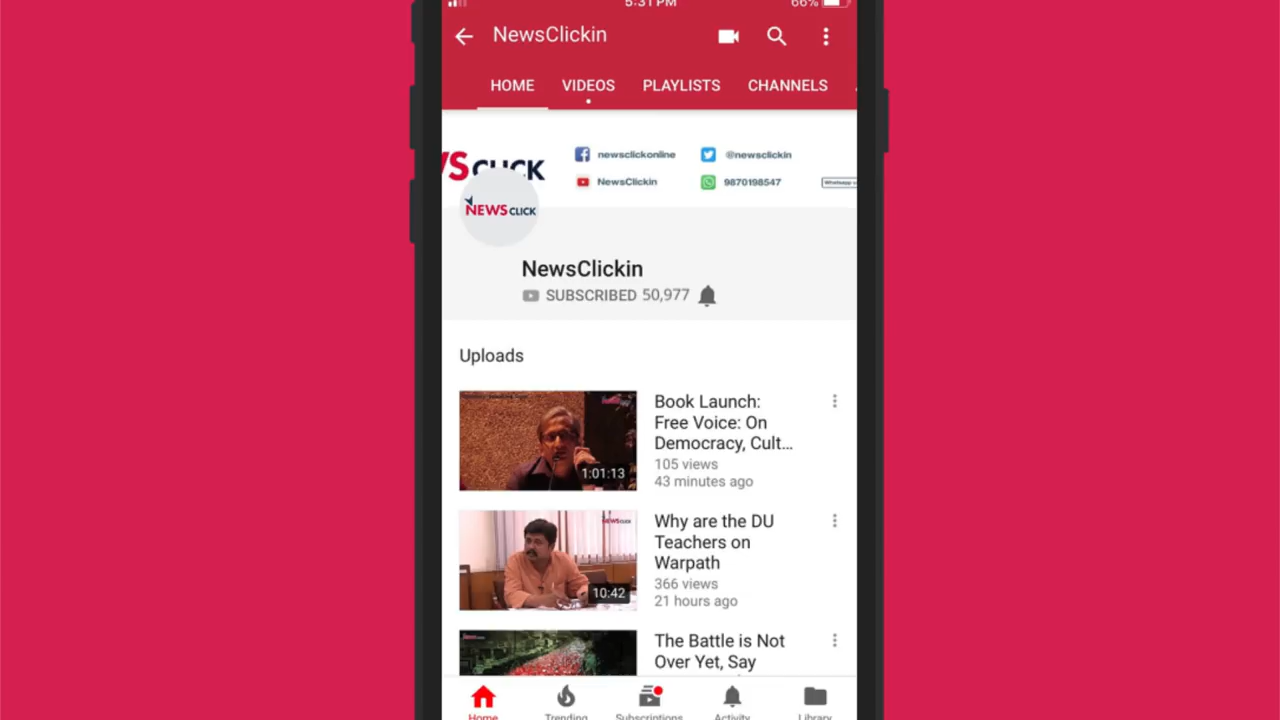 5:31 PM
66%
NewsClickin
HOME VIDEOS PLAYLISTS CHANNELS
WS CLICK
newsclickonline
@newsclickin
NewsClickin
9870198547
NEWS CLICK
NewsClickin
SUBSCRIBED 50,977
Uploads
1:01:13
Book Launch:
Free Voice: On
Democracy, Cult...
105 views
43 minutes ago
NEWSCLICK
10:42
Why are the DU
Teachers on
Warpath
366 views
21 hours ago
The Battle is Not
Over Yet, Say
Home Trending Subscriptions Activity Library